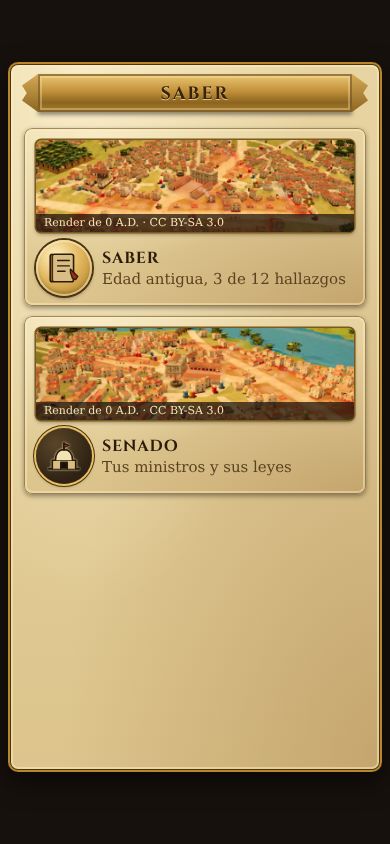 SABER
Render de 0 A.D. · CC BY-SA 3.0
SABER
Edad antigua, 3 de 12 hallazgos
Render de 0 A.D. · CC BY-SA 3.0
SENADO
Tus ministros y sus leyes